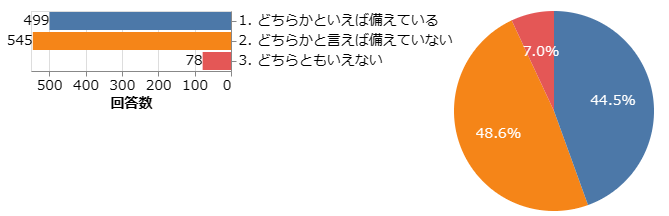 499 1. どちらかといえば備えている
545 2. どちらかと言えば備えていない
78 3. どちらともいえない
500 400 300 200 100 0
回答数
7.0%
44.5%
48.6%